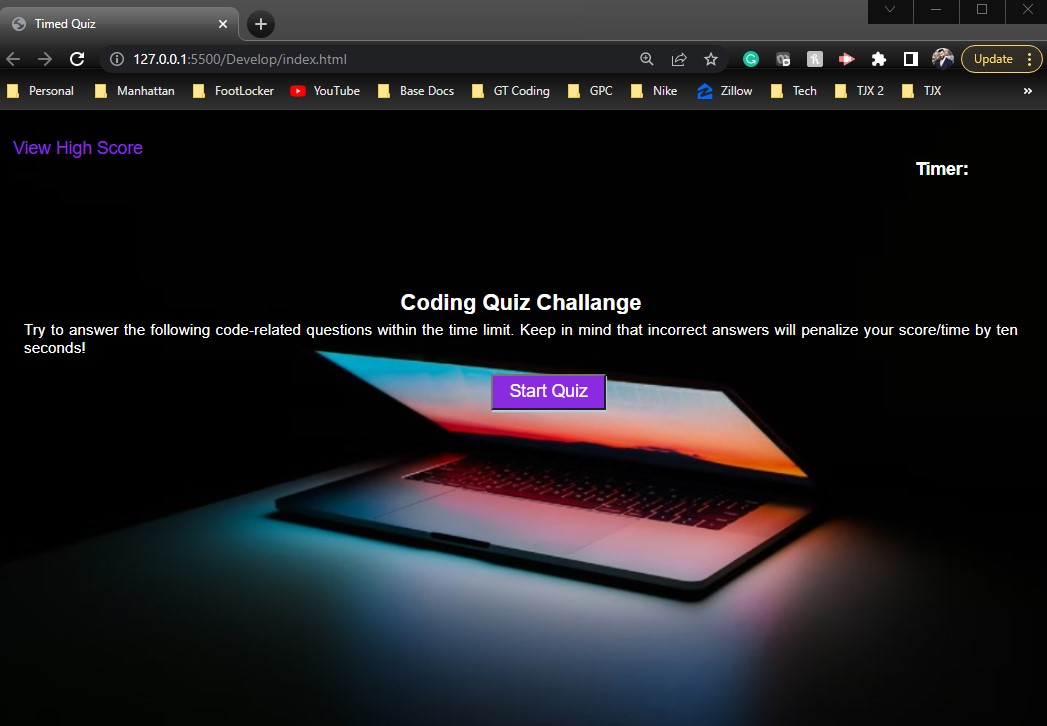 Timed Quiz
127.0.0.1:5500/Develop/index.html
Update
Personal Manhattan FootLocker YouTube Base Docs GT Coding GPC Nike Zillow Tech TJX 2 TJX »
View High Score
Timer:
Coding Quiz Challange
Try to answer the following code-related questions within the time limit. Keep in mind that incorrect answers will penalize your score/time by ten
seconds!
Start Quiz